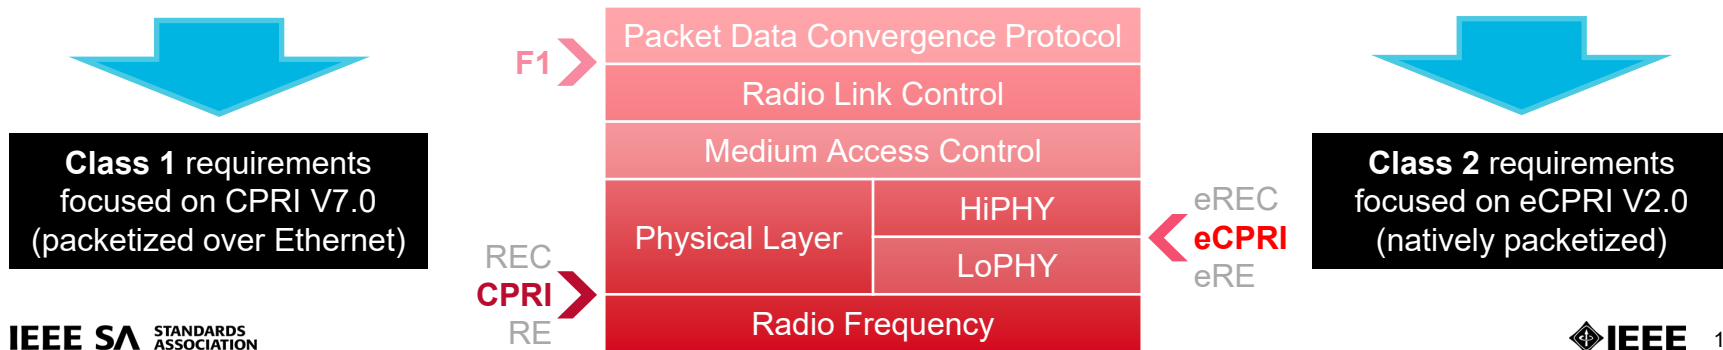 Class 1 requirements
focused on CPRI V7.0
(packetized over Ethernet)
F1
Packet Data Convergence Protocol
Radio Link Control
Medium Access Control
Physical Layer
HiPHY
LoPHY
Radio Frequency
REC
CPRI
RE
eREC
eCPRI
eRE
Class 2 requirements
focused on eCPRI V2.0
(natively packetized)
IEEE SA STANDARDS
ASSOCIATION
IEEE
1